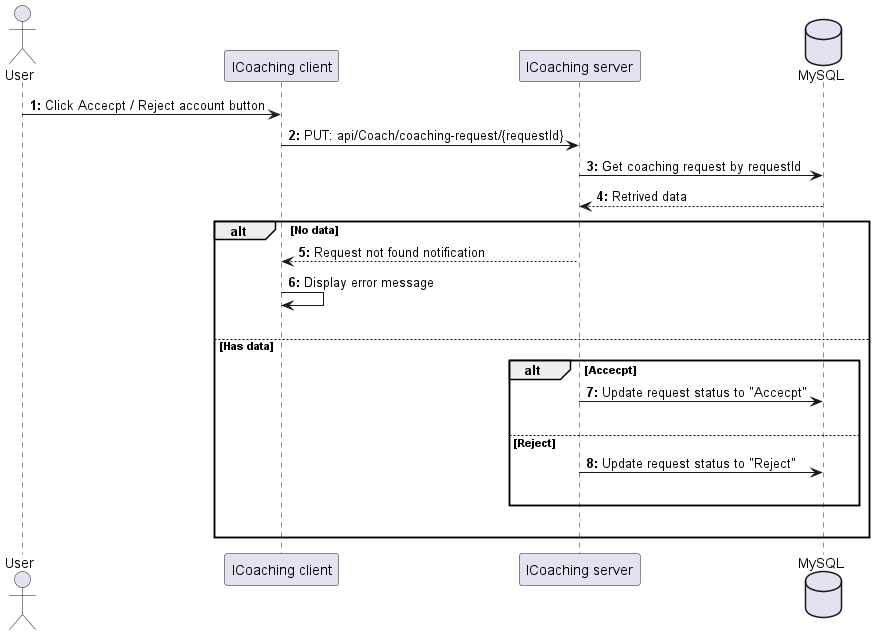 User
ICoaching client
ICoaching server
MySQL
1: Click Accecpt / Reject account button
2: PUT: api/Coach/coaching-request/{requestId}
3: Get coaching request by requestId
4: Retrived data
alt [No data]
5: Request not found notification
6: Display error message
[Has data]
alt [Accecpt]
7: Update request status to "Accecpt"
[Reject]
8: Update request status to "Reject"
User
ICoaching client
ICoaching server
MySQL